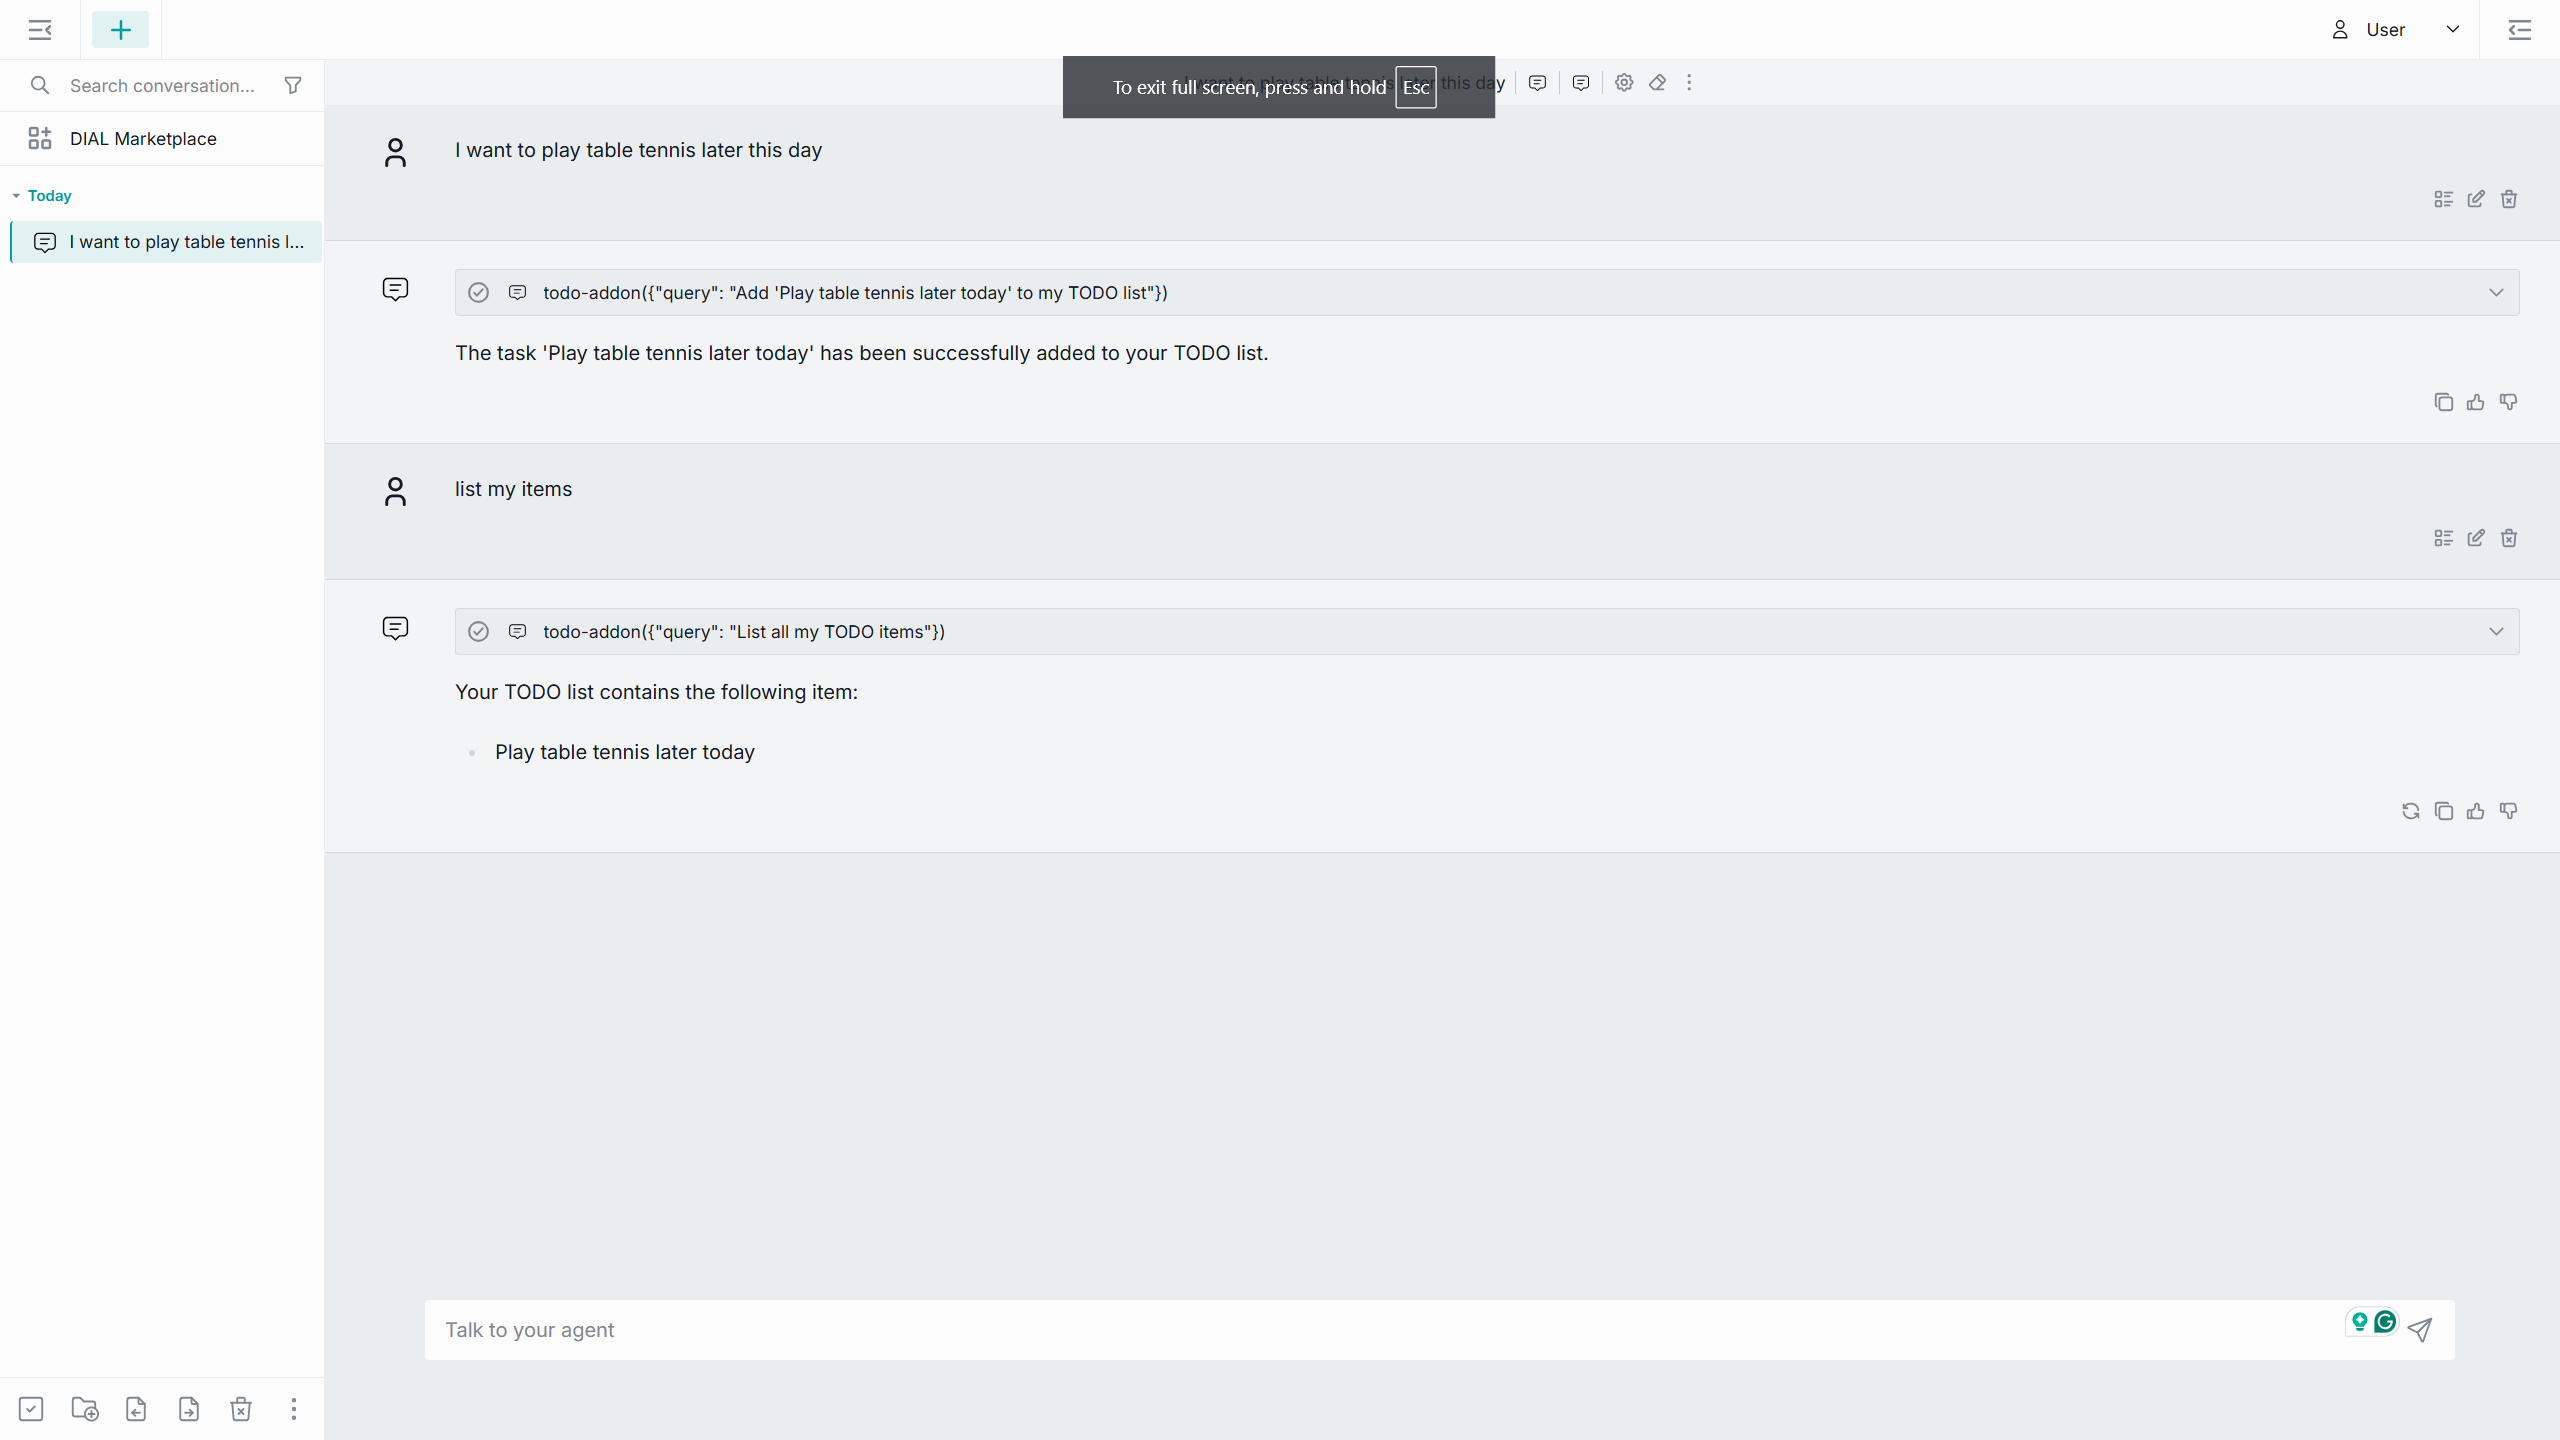 User
Search conversation...
To exit full screen, press and hold Esc
this day
DIAL Marketplace
Today
I want to play table tennis l...
I want to play table tennis later this day
todo-addon({"query": "Add 'Play table tennis later today' to my TODO list"})
The task 'Play table tennis later today' has been successfully added to your TODO list.
list my items
todo-addon({"query": "List all my TODO items"})
Your TODO list contains the following item:
Play table tennis later today
Talk to your agent